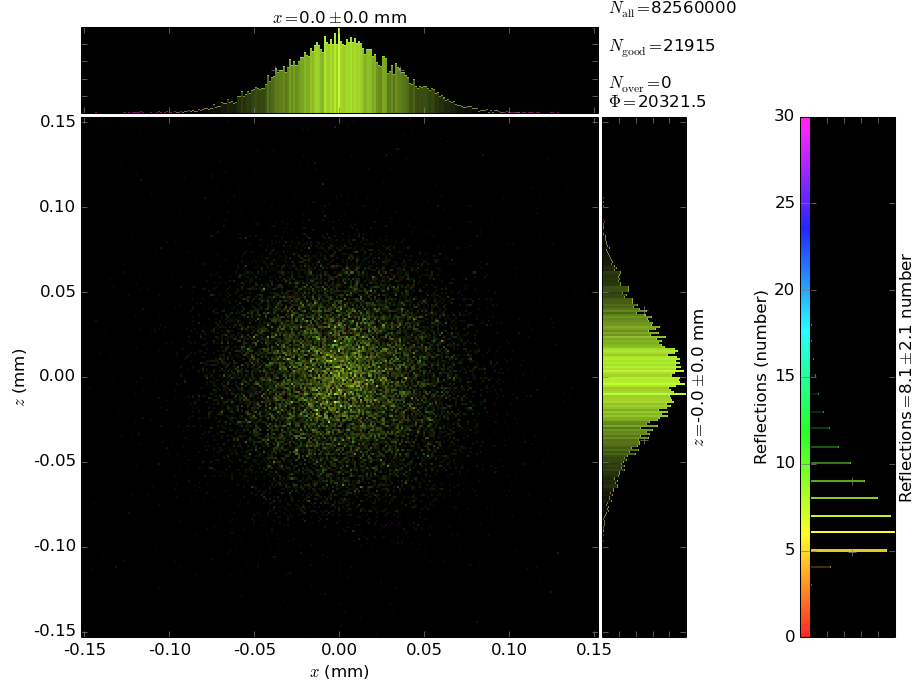 x=0.0±0.0 mm
N_all=82560000
N_good=21915
N_over=0
Φ=20321.5
0.15
0.10
0.05
0.00
-0.05
-0.10
-0.15
z (mm)
-0.15 -0.10 -0.05 0.00 0.05 0.10 0.15
x (mm)
z=-0.0±0.0 mm
30
25
20
15
10
5
0
Reflections (number)
Reflections=8.1±2.1 number